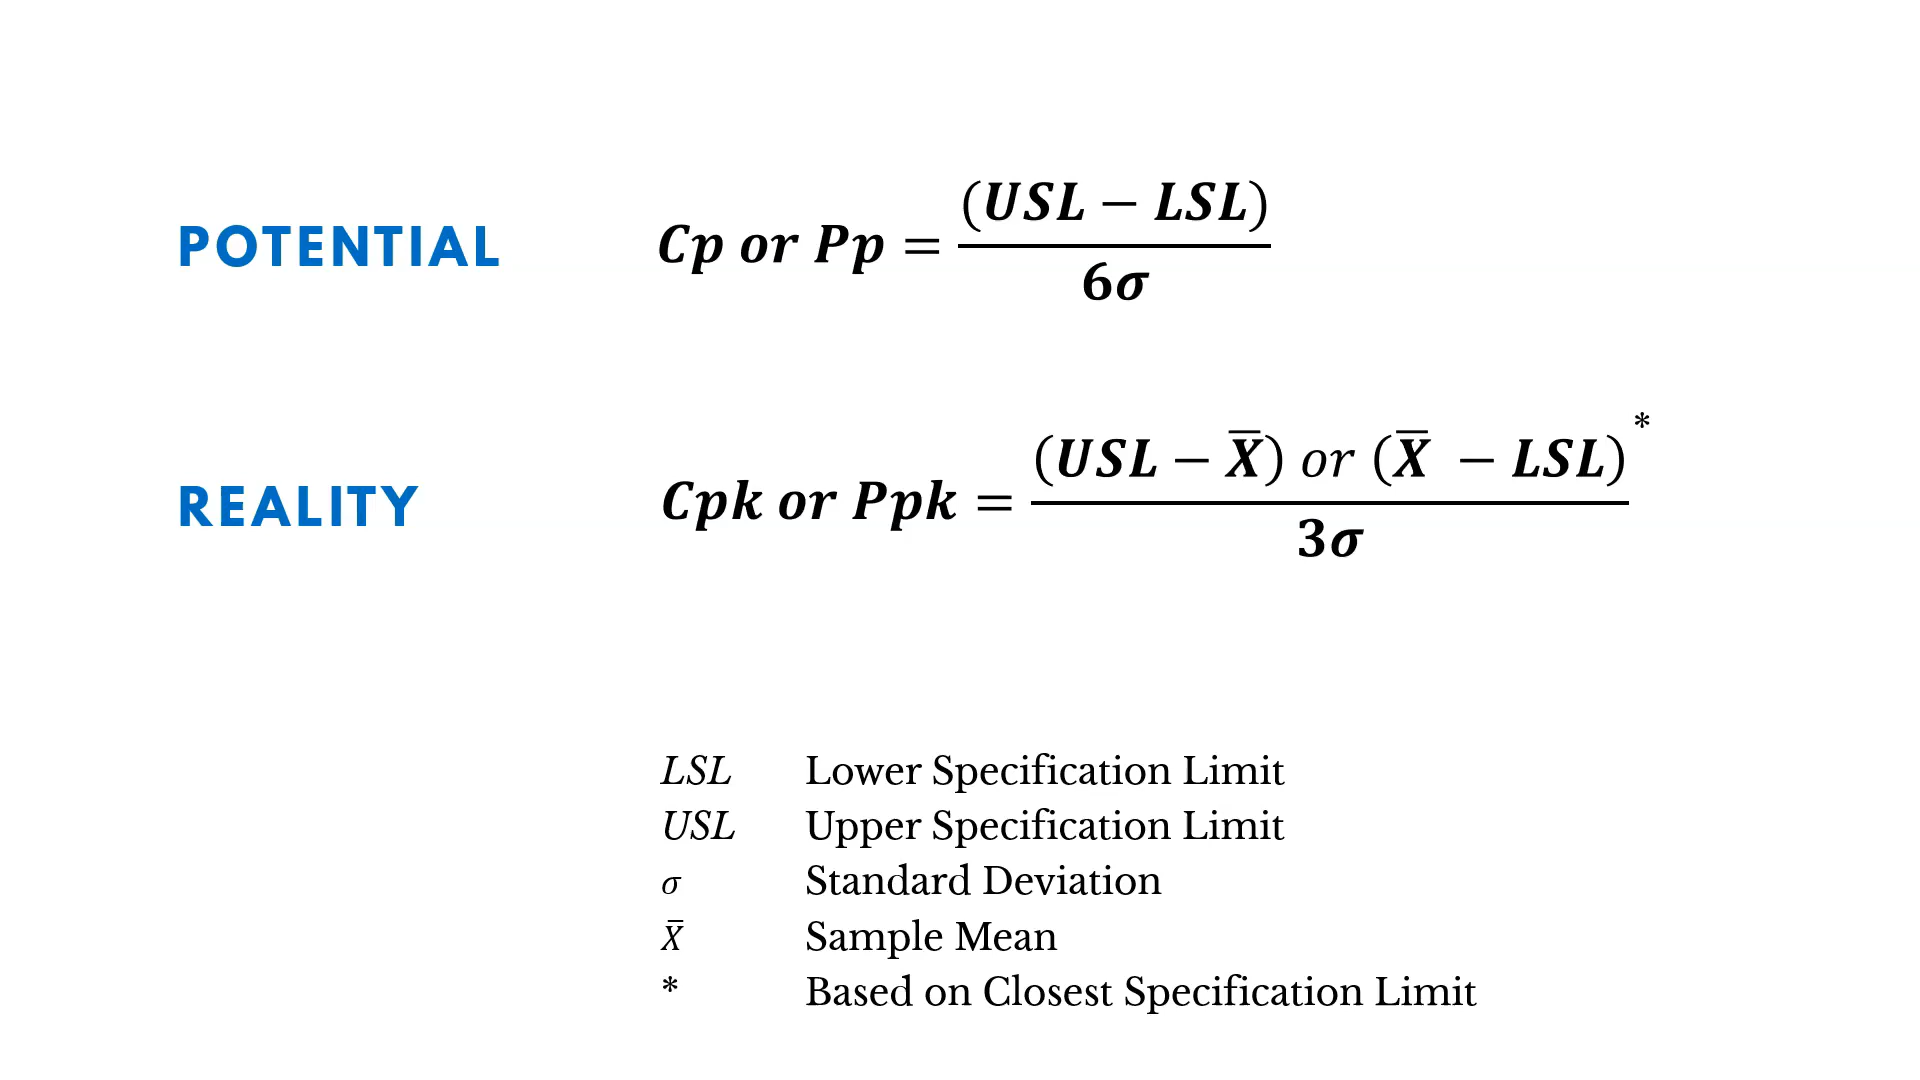 POTENTIAL Cp or Pp = (USL − LSL) / 6σ
REALITY Cpk or Ppk = (USL − X̄) or (X̄ − LSL)* / 3σ
LSL Lower Specification Limit
USL Upper Specification Limit
σ Standard Deviation
X̄ Sample Mean
* Based on Closest Specification Limit